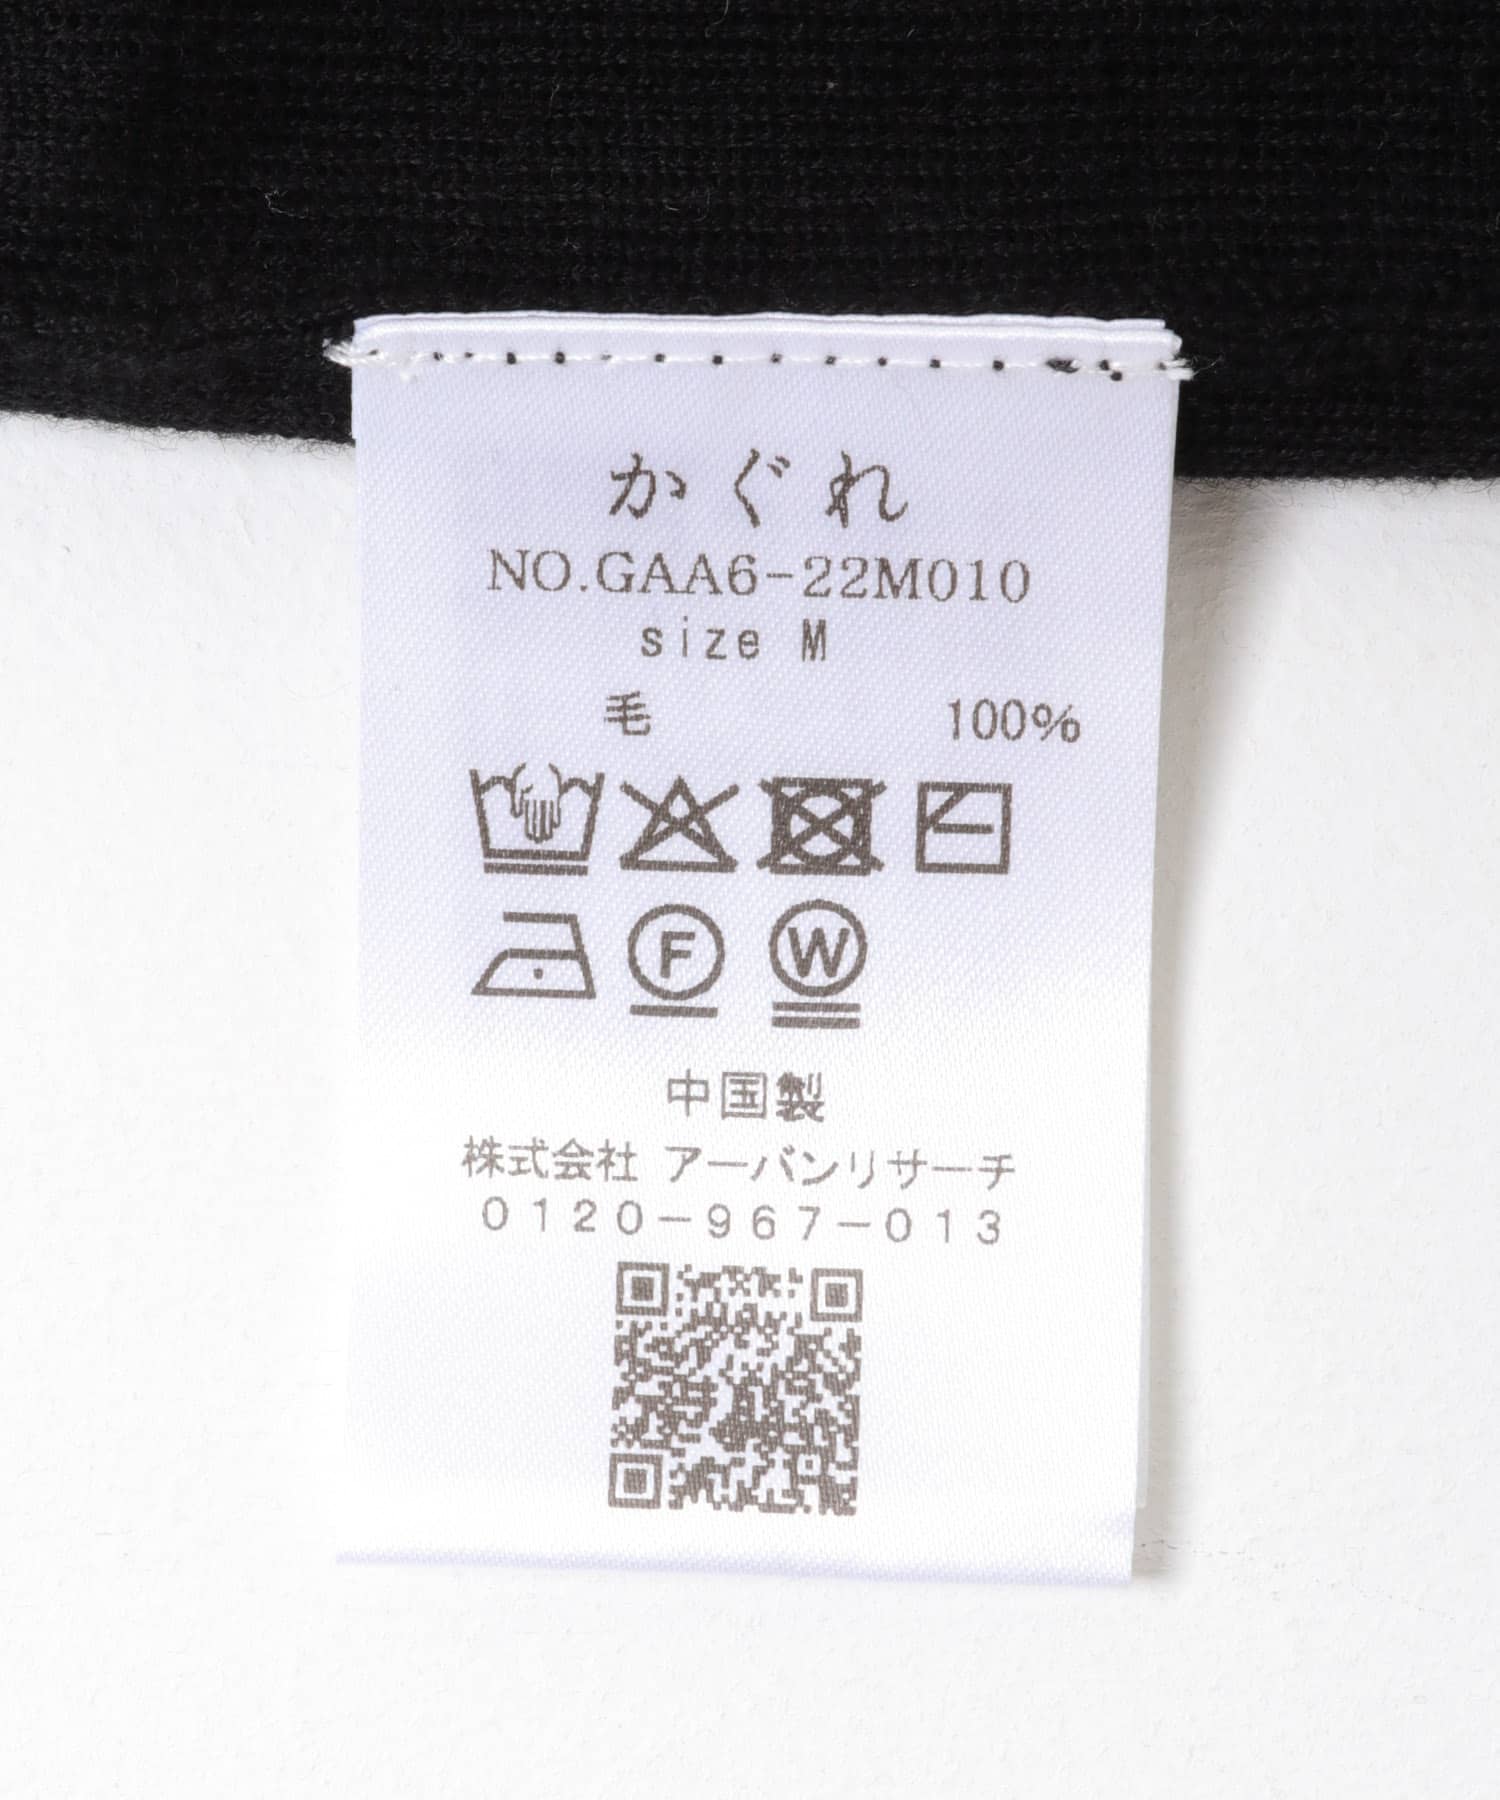 かぐれ
NO.GAA6-22M010
size M
毛 100%
F W
中国製
株式会社 アーバンリサーチ
0120-967-013